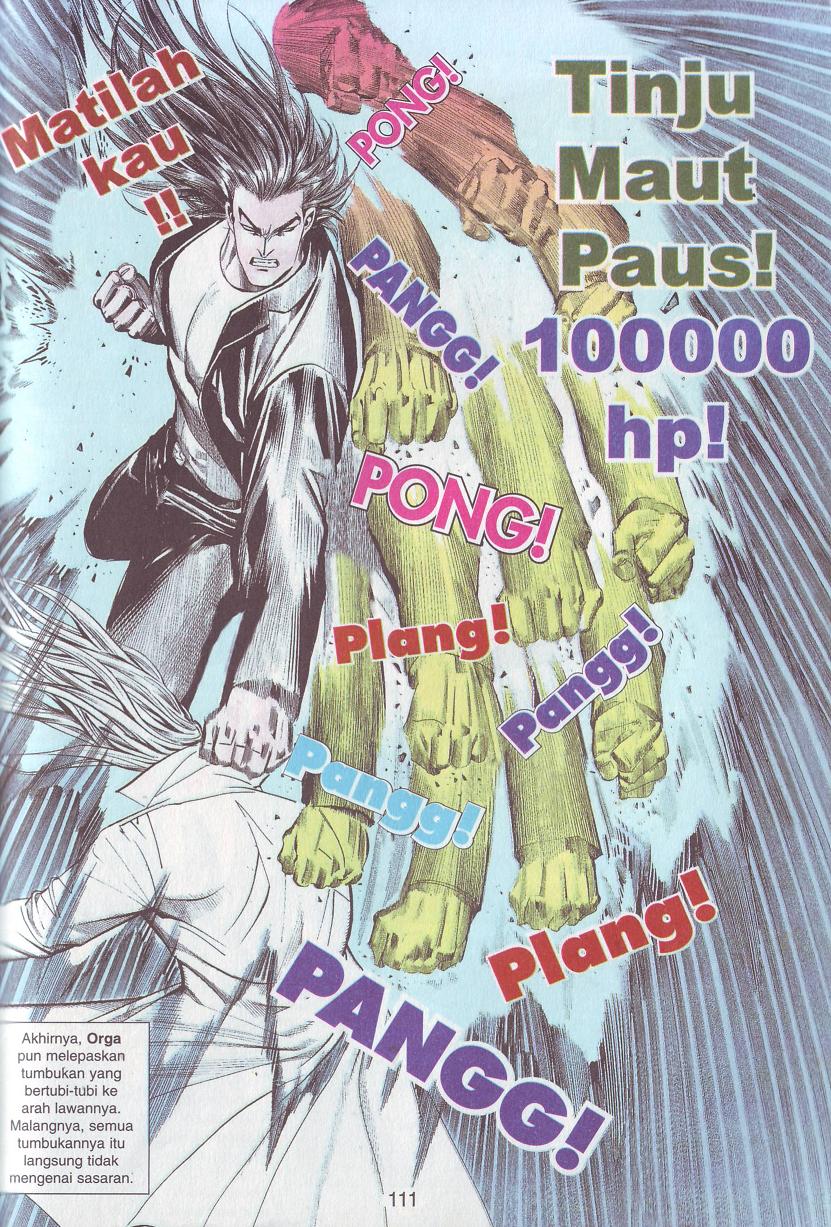 Matilah
kau
!!
PONG!
Tinju
Maut
Paus!
100000
hp!
PANGG!
PONG!
Plang!
Pangg!
Pangg!
Plang!
PANGG!
Akhirnya, Orga
pun melepaskan
tumbukan yang
bertubi-tubi ke
arah lawannya.
Malangnya, semua
tumbukannya itu
langsung tidak
mengenai sasaran.
111